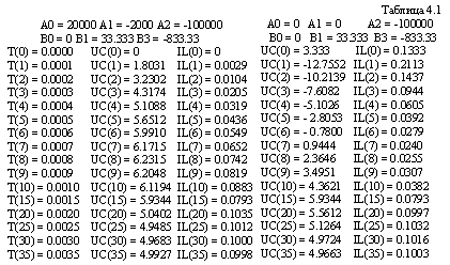 Таблица 4.1
A0 = 20000 A1 = -2000 A2 = -100000 A0 = 0 A1 = 0 A2 = -100000
B0 = 0 B1 = 33.333 B3 = -833.33 B0 = 0 B1 = 33.333 B3 = -833.33
T(0) = 0.0000 UC(0) = 0 IL(0) = 0 UC(0) = 3.333 IL(0) = 0.1333
T(1) = 0.0001 UC(1) = 1.8031 IL(1) = 0.0029 UC(1) = -12.7552 IL(1) = 0.2113
T(2) = 0.0002 UC(2) = 3.2302 IL(2) = 0.0104 UC(2) = -10.2139 IL(2) = 0.1437
T(3) = 0.0003 UC(3) = 4.3174 IL(3) = 0.0205 UC(3) = -7.6082 IL(3) = 0.0944
T(4) = 0.0004 UC(4) = 5.1088 IL(4) = 0.0319 UC(4) = -5.1026 IL(4) = 0.0605
T(5) = 0.0005 UC(5) = 5.6512 IL(5) = 0.0436 UC(5) = - 2.8053 IL(5) = 0.0392
T(6) = 0.0006 UC(6) = 5.9910 IL(6) = 0.0549 UC(6) = - 0.7800 IL(6) = 0.0279
T(7) = 0.0007 UC(7) = 6.1715 IL(7) = 0.0652 UC(7) = 0.9444 IL(7) = 0.0240
T(8) = 0.0008 UC(8) = 6.2315 IL(8) = 0.0742 UC(8) = 2.3646 IL(8) = 0.0255
T(9) = 0.0009 UC(9) = 6.2048 IL(9) = 0.0819 UC(9) = 3.4951 IL(9) = 0.0307
T(10) = 0.0010 UC(10) = 6.1194 IL(10) = 0.0883 UC(10) = 4.3621 IL(10) = 0.0382
T(15) = 0.0015 UC(15) = 5.9344 IL(15) = 0.0793 UC(15) = 5.9344 IL(15) = 0.0793
T(20) = 0.0020 UC(20) = 5.0402 IL(20) = 0.1035 UC(20) = 5.5612 IL(20) = 0.0997
T(25) = 0.0025 UC(25) = 4.9485 IL(25) = 0.1012 UC(25) = 5.1264 IL(25) = 0.1032
T(30) = 0.0030 UC(30) = 4.9683 IL(30) = 0.1000 UC(30) = 4.9724 IL(30) = 0.1016
T(35) = 0.0035 UC(35) = 4.9927 IL(35) = 0.0998 UC(35) = 4.9663 IL(35) = 0.1003